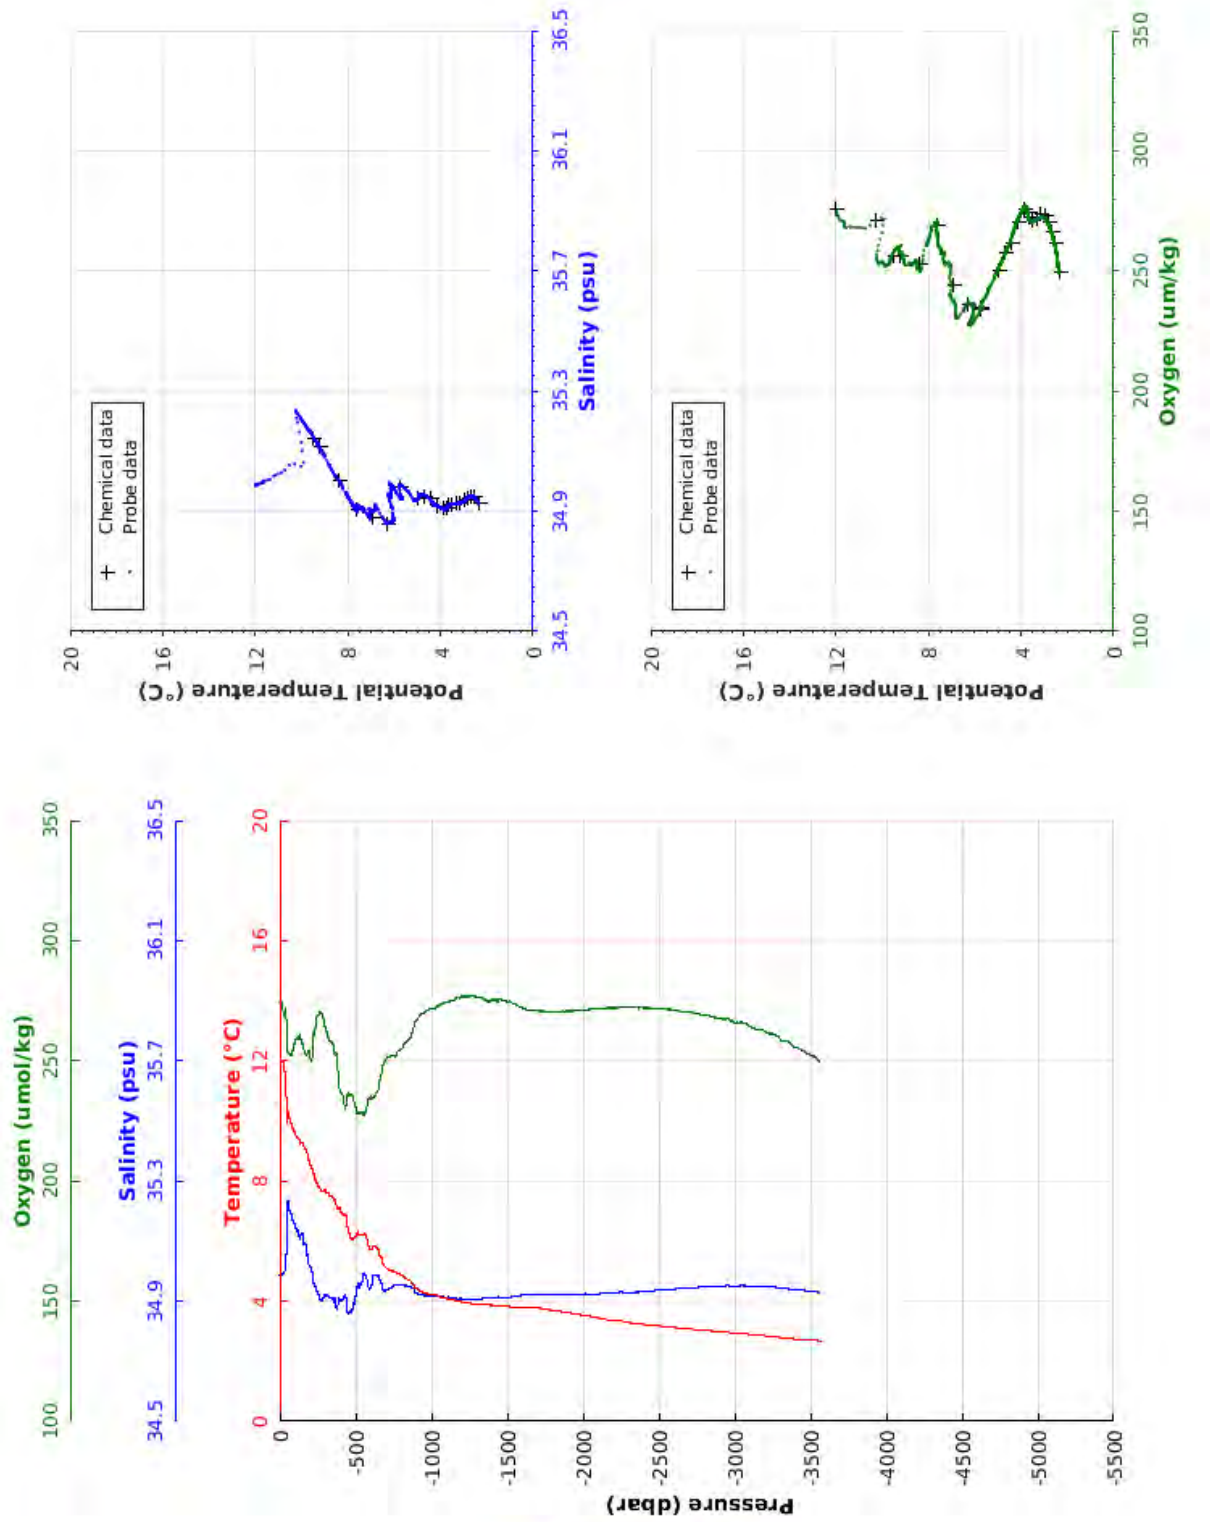 Oxygen (umol/kg)
100 150 200 250 300 350
Salinity (psu)
34.5 34.9 35.3 35.7 36.1 36.5
Temperature (°C)
0 4 8 12 16 20
Pressure (dbar)
0
-500
-1000
-1500
-2000
-2500
-3000
-3500
-4000
-4500
-5000
-5500
Potential Temperature (°C)
20
16
12
8
4
0
+ Chemical data
. Probe data
34.5 34.9 35.3 35.7 36.1 36.5
Salinity (psu)
Potential Temperature (°C)
20
16
12
8
4
0
+ Chemical data
. Probe data
100 150 200 250 300 350
Oxygen (um/kg)